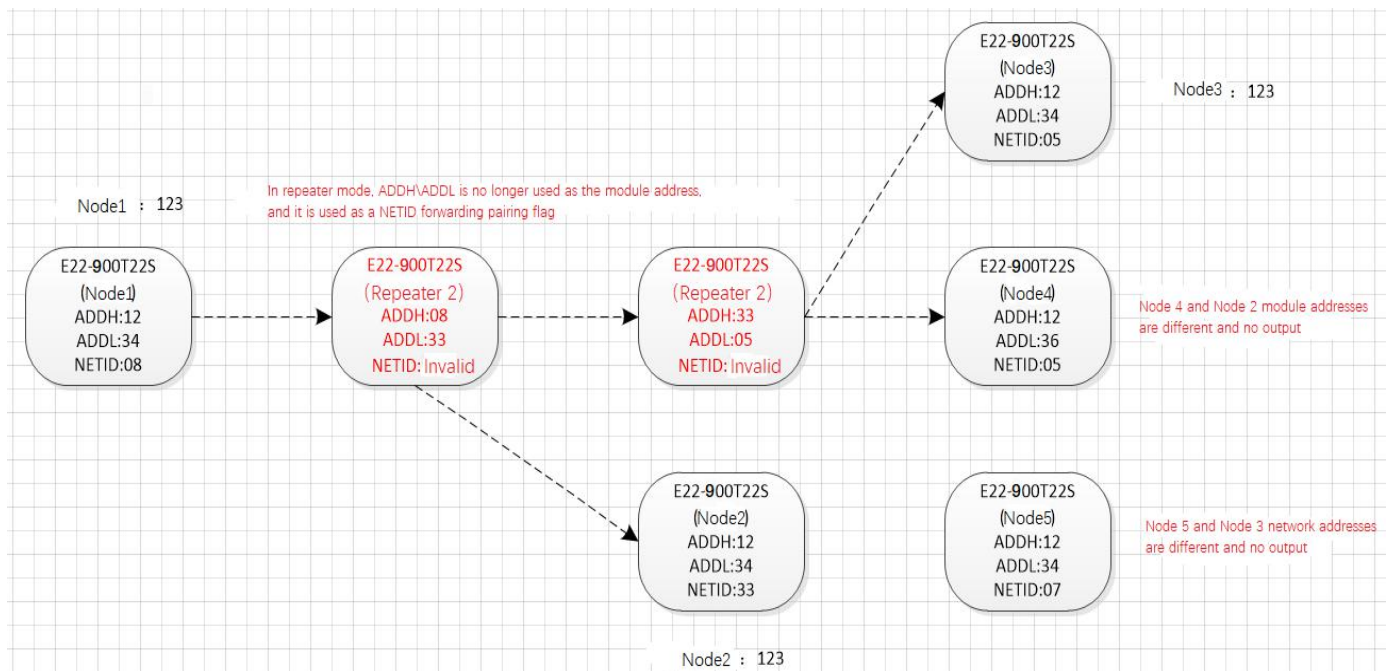 E22-900T22S
(Node3)
ADDH:12
ADDL:34
NETID:05
Node3 : 123
Node1 : 123
In repeater mode, ADDH\ADDL is no longer used as the module address,
and it is used as a NETID forwarding pairing flag
E22-900T22S
(Node1)
ADDH:12
ADDL:34
NETID:08
E22-900T22S
(Repeater 2)
ADDH:08
ADDL:33
NETID: Invalid
E22-900T22S
(Repeater 2)
ADDH:33
ADDL:05
NETID: Invalid
E22-900T22S
(Node4)
ADDH:12
ADDL:36
NETID:05
Node 4 and Node 2 module addresses
are different and no output
E22-900T22S
(Node2)
ADDH:12
ADDL:34
NETID:33
E22-900T22S
(Node5)
ADDH:12
ADDL:34
NETID:07
Node 5 and Node 3 network addresses
are different and no output
Node2 : 123